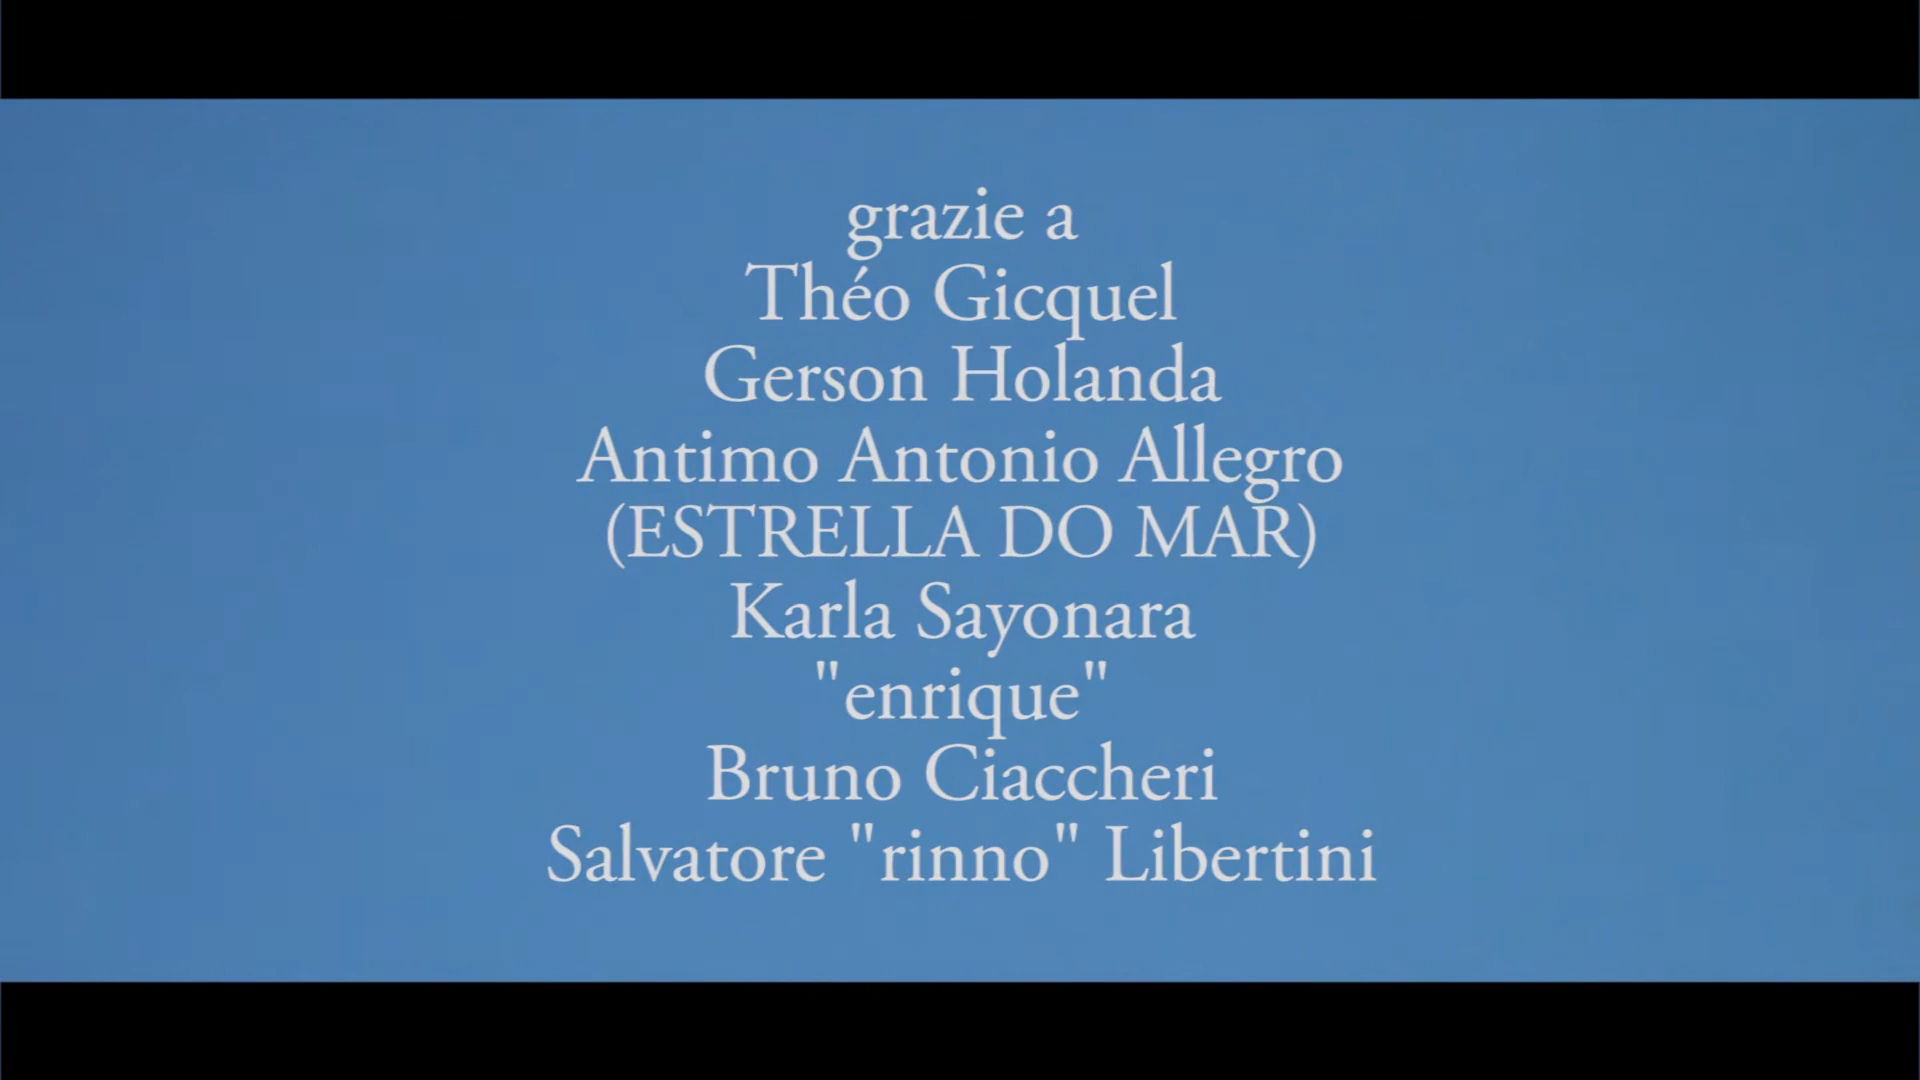 grazie a
Théo Gicquel
Gerson Holanda
Antimo Antonio Allegro
(ESTRELLA DO MAR)
Karla Sayonara
"enrique"
Bruno Ciaccheri
Salvatore "rinno" Libertini